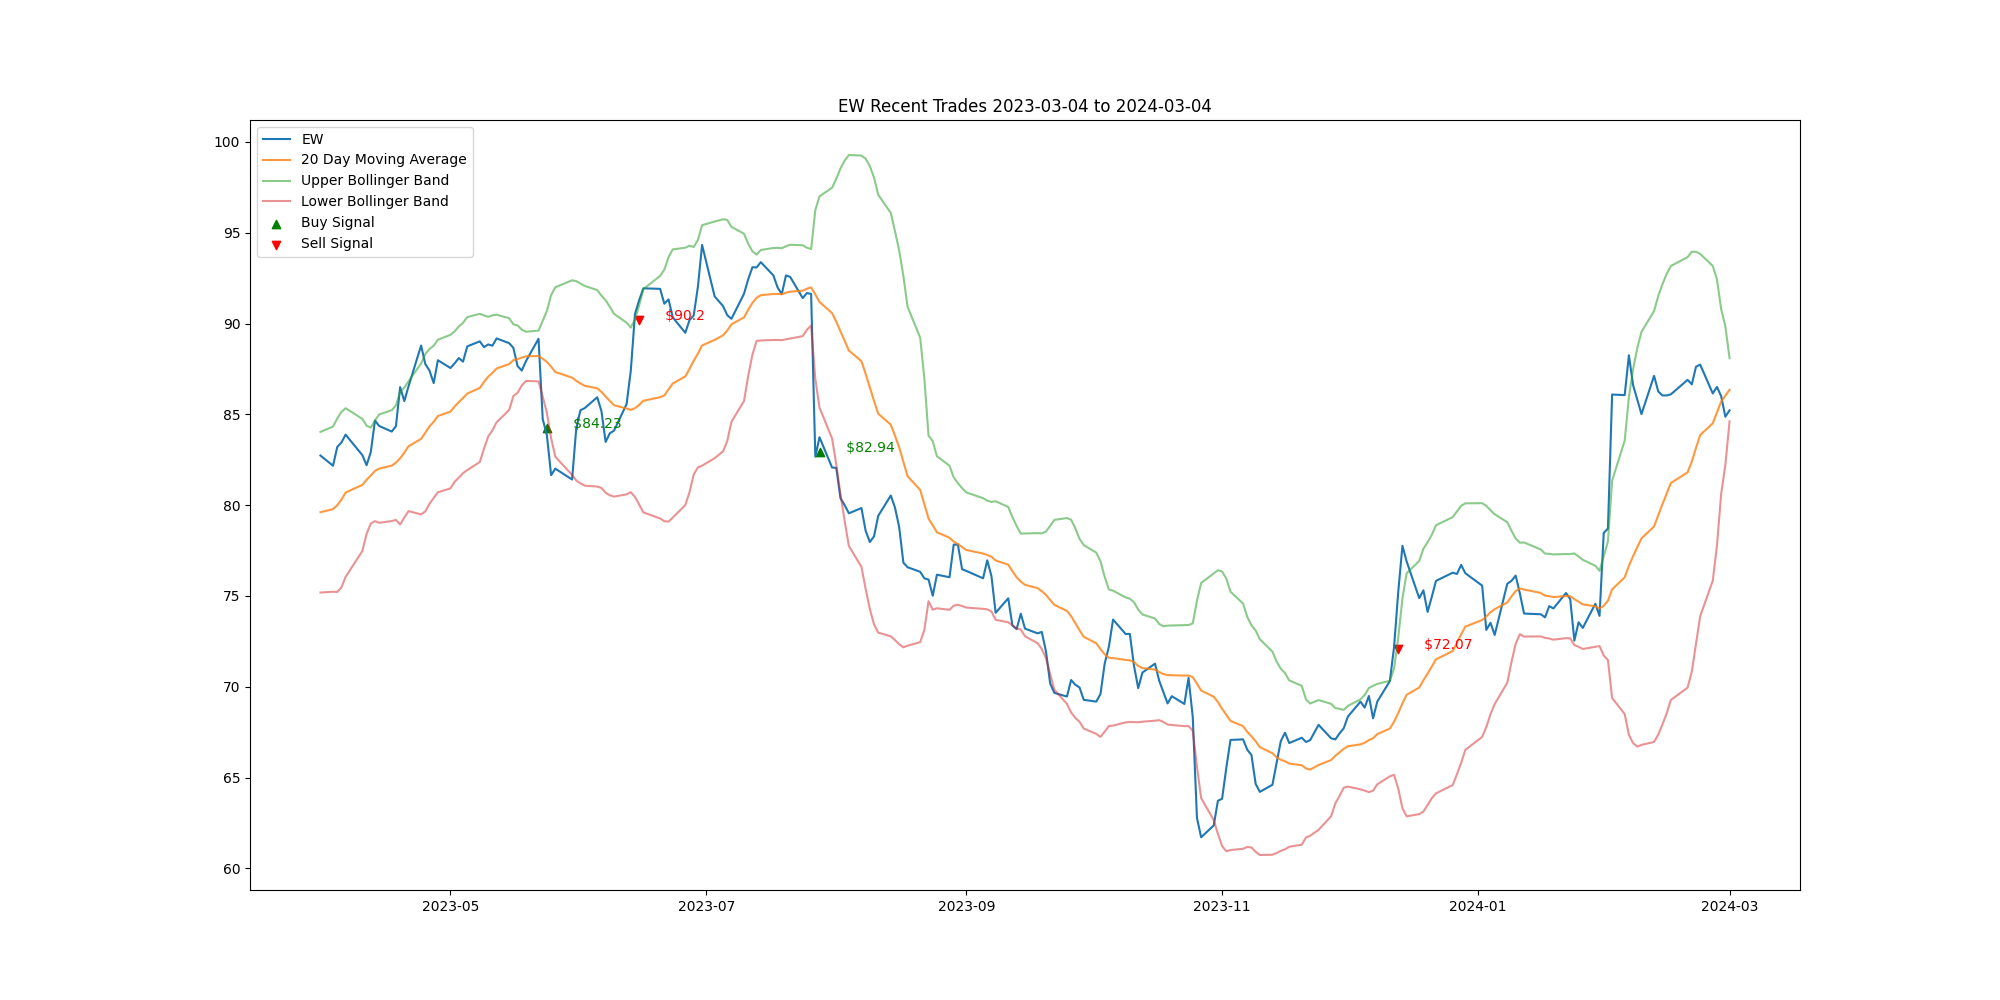 EW Recent Trades 2023-03-04 to 2024-03-04
EW
20 Day Moving Average
Upper Bollinger Band
Lower Bollinger Band
Buy Signal
Sell Signal
100
95
90
85
80
75
70
65
60
$90.2
$84.23
$82.94
$72.07
2023-05
2023-07
2023-09
2023-11
2024-01
2024-03